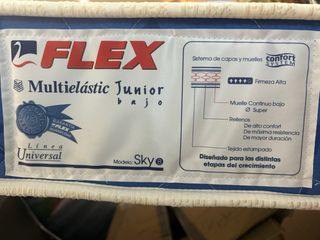 FLEX
Multielástic Junior
bajo
FLEX
Línea
Universal
Modelo: Sky ®
Sistema de capas y muelles
confort
SYSTEM
Firmeza Alta
Muelle Continuo bajo
Ø Super
Rellenos
De alto confort
De máxima resistencia
De mayor duración
Tejido estampado
Diseñado para las distintas
etapas del crecimiento